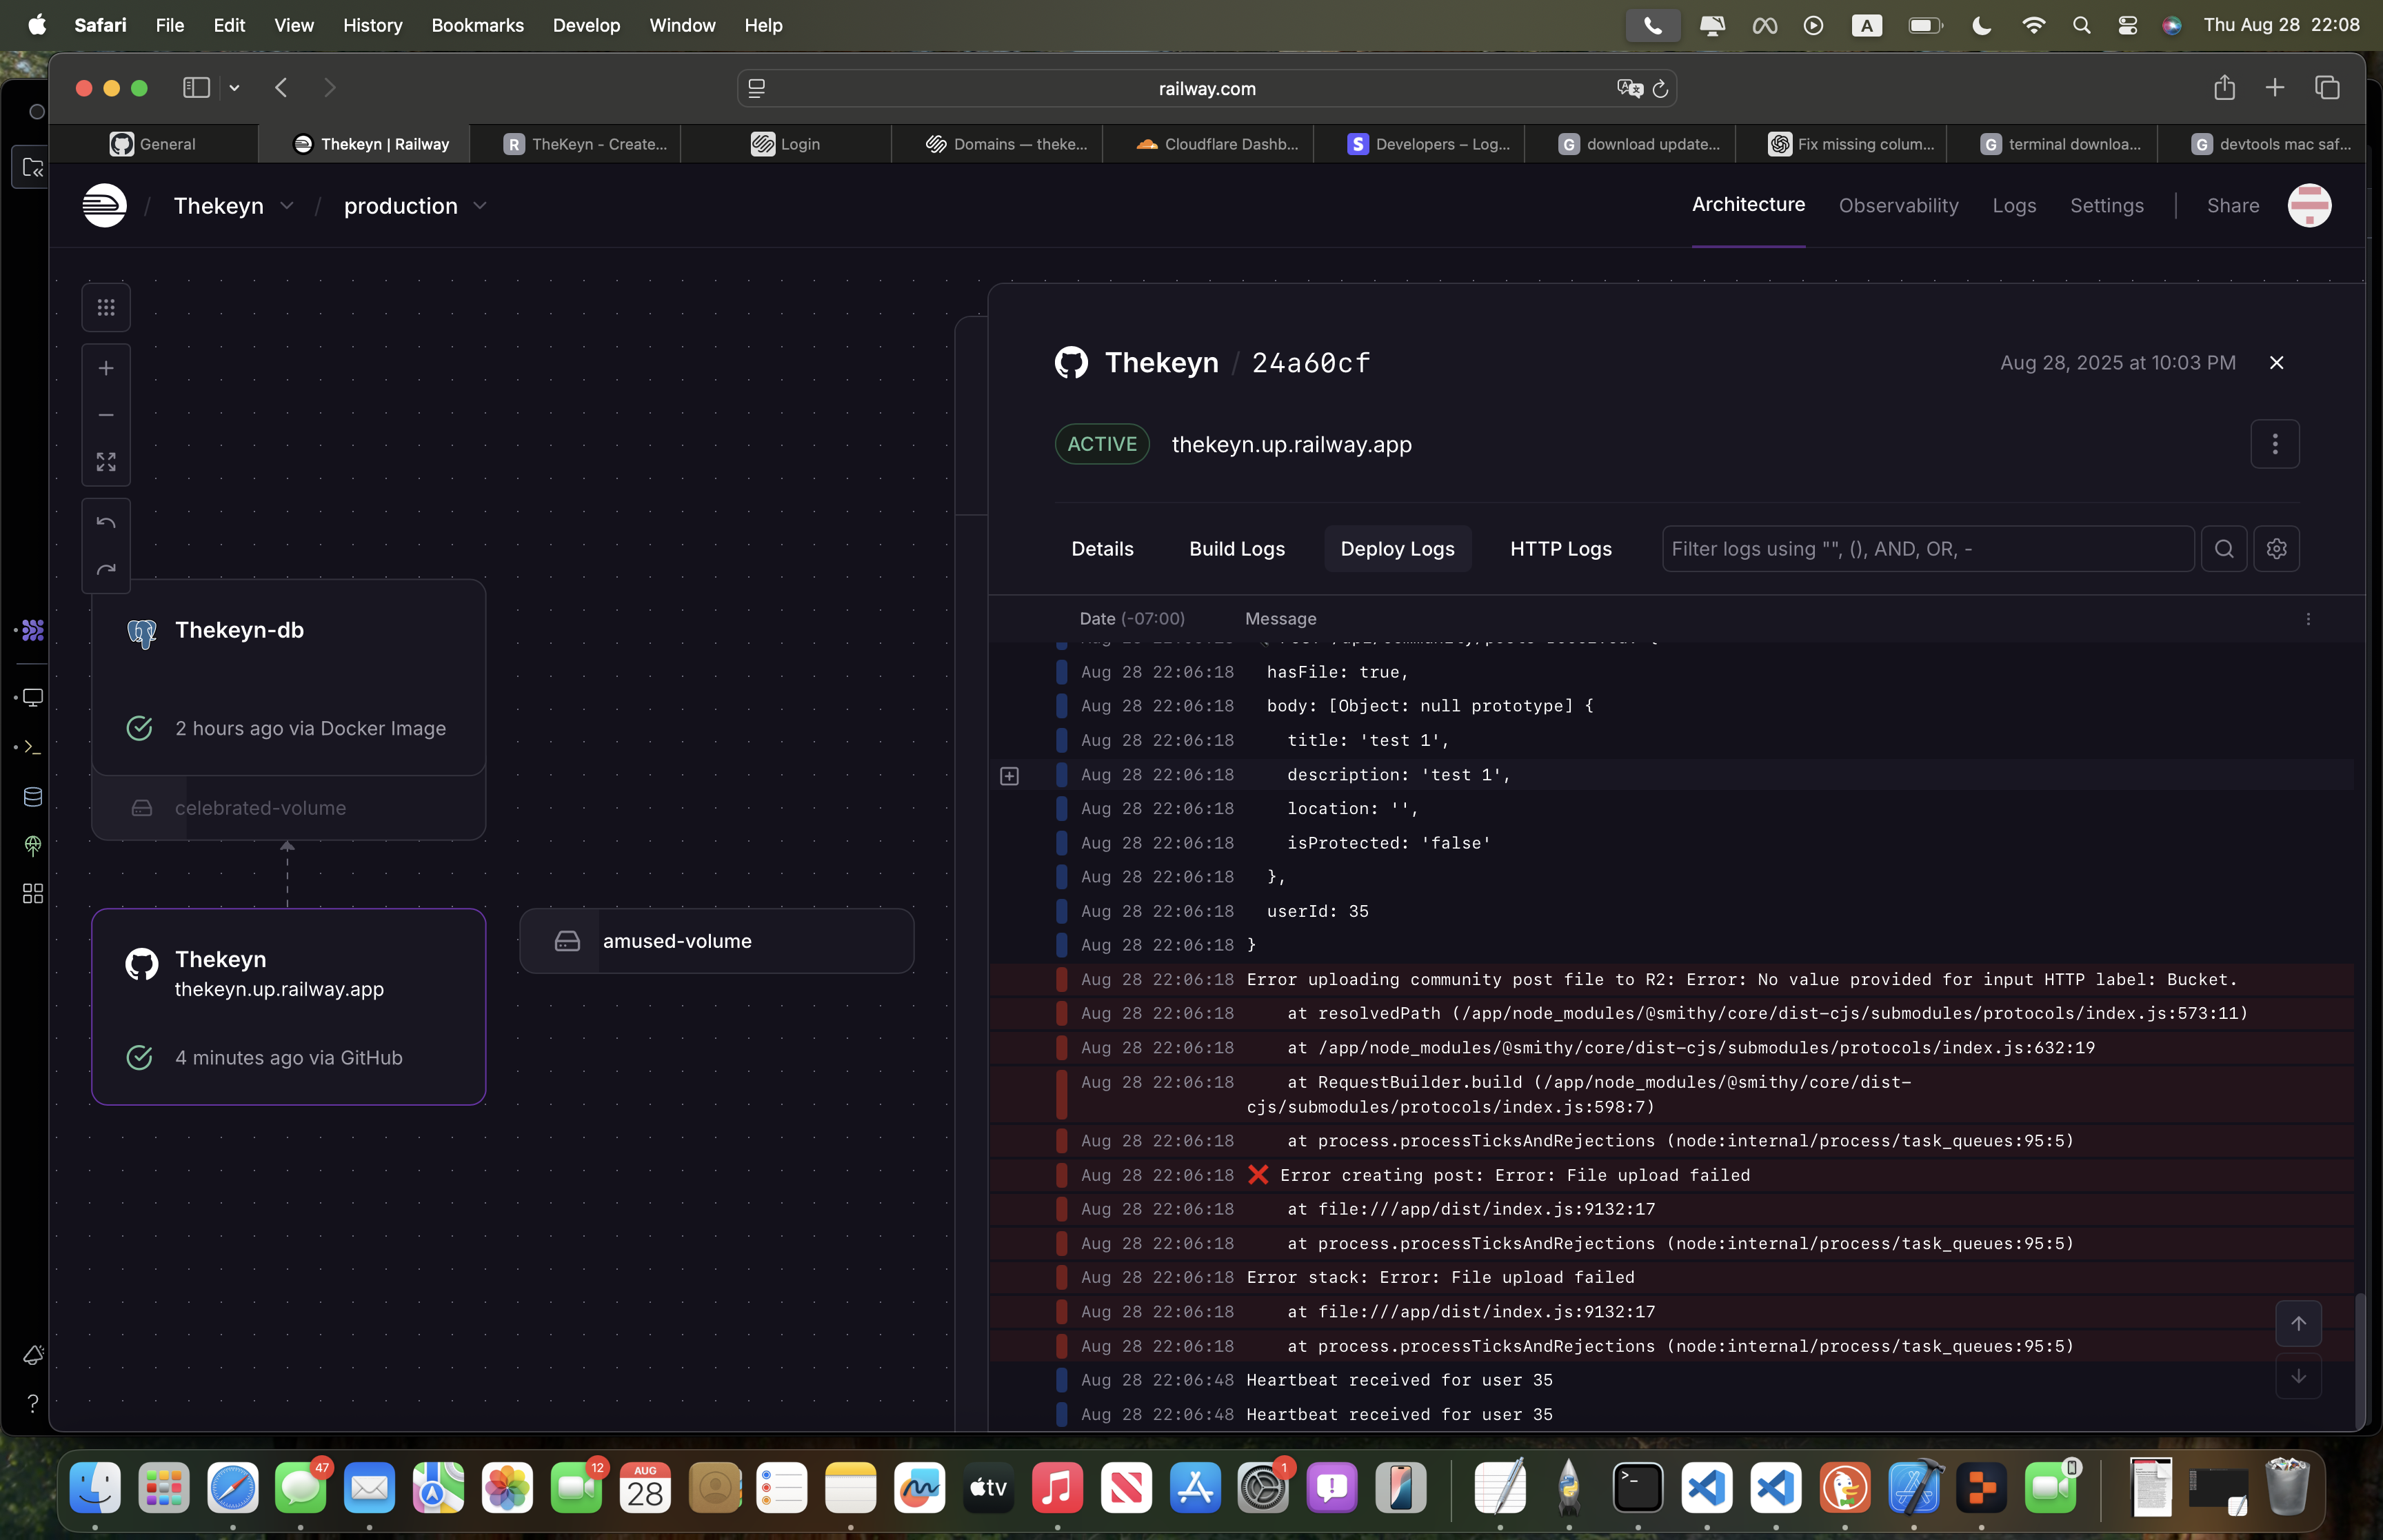 Safari File Edit View History Bookmarks Develop Window Help
A
Thu Aug 28 22:08
railway.com
General
Thekeyn | Railway
R TheKeyn - Create...
Login
Domains — theke...
Cloudflare Dashb...
S Developers – Log...
G download update...
Fix missing colum...
G terminal downloa...
G devtools mac saf...
/ Thekeyn / production
Architecture Observability Logs Settings | Share
Thekeyn-db
2 hours ago via Docker Image
celebrated-volume
Thekeyn
thekeyn.up.railway.app
4 minutes ago via GitHub
amused-volume
Thekeyn / 24a60cf
Aug 28, 2025 at 10:03 PM
ACTIVE thekeyn.up.railway.app
Details Build Logs Deploy Logs HTTP Logs
Filter logs using "", (), AND, OR, -
Date (-07:00) Message
Aug 28 22:06:18 hasFile: true,
Aug 28 22:06:18 body: [Object: null prototype] {
Aug 28 22:06:18 title: 'test 1',
Aug 28 22:06:18 description: 'test 1',
Aug 28 22:06:18 location: '',
Aug 28 22:06:18 isProtected: 'false'
Aug 28 22:06:18 },
Aug 28 22:06:18 userId: 35
Aug 28 22:06:18 }
Aug 28 22:06:18 Error uploading community post file to R2: Error: No value provided for input HTTP label: Bucket.
Aug 28 22:06:18 at resolvedPath (/app/node_modules/@smithy/core/dist-cjs/submodules/protocols/index.js:573:11)
Aug 28 22:06:18 at /app/node_modules/@smithy/core/dist-cjs/submodules/protocols/index.js:632:19
Aug 28 22:06:18 at RequestBuilder.build (/app/node_modules/@smithy/core/dist-
cjs/submodules/protocols/index.js:598:7)
Aug 28 22:06:18 at process.processTicksAndRejections (node:internal/process/task_queues:95:5)
Aug 28 22:06:18 ❌ Error creating post: Error: File upload failed
Aug 28 22:06:18 at file:///app/dist/index.js:9132:17
Aug 28 22:06:18 at process.processTicksAndRejections (node:internal/process/task_queues:95:5)
Aug 28 22:06:18 Error stack: Error: File upload failed
Aug 28 22:06:18 at file:///app/dist/index.js:9132:17
Aug 28 22:06:18 at process.processTicksAndRejections (node:internal/process/task_queues:95:5)
Aug 28 22:06:48 Heartbeat received for user 35
Aug 28 22:06:48 Heartbeat received for user 35
47
12
AUG
28
tv
1